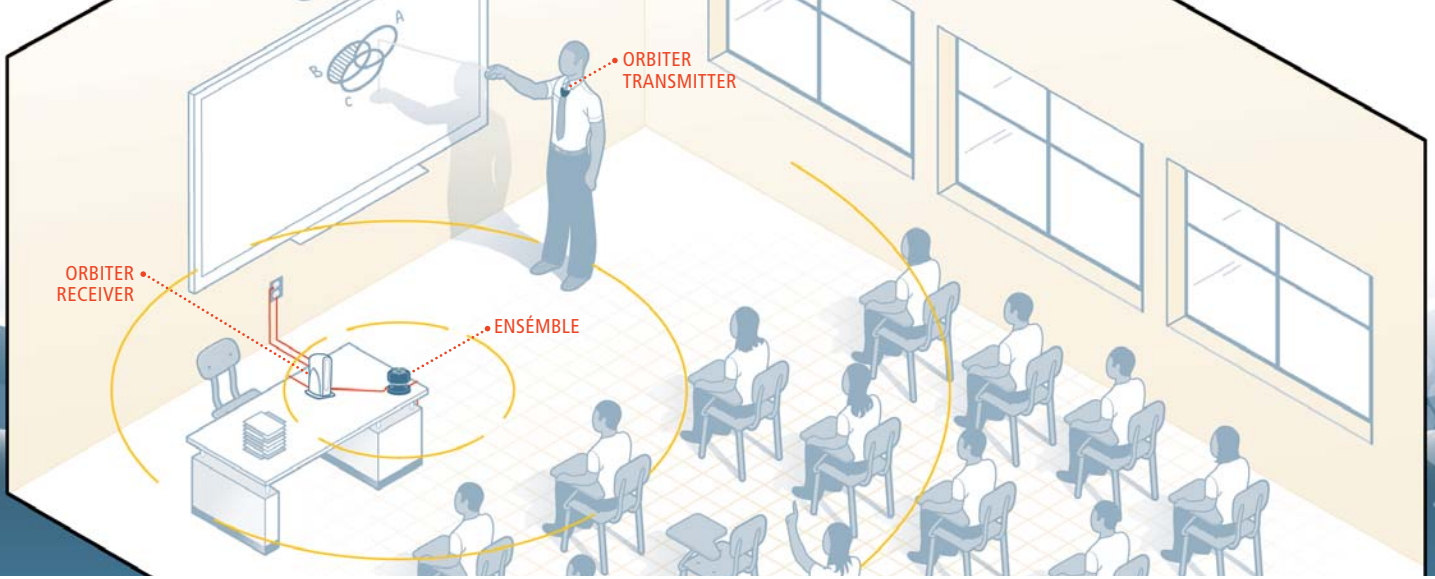 A
B
C
ORBITER
TRANSMITTER
ORBITER
RECEIVER
ENSÉMBLE